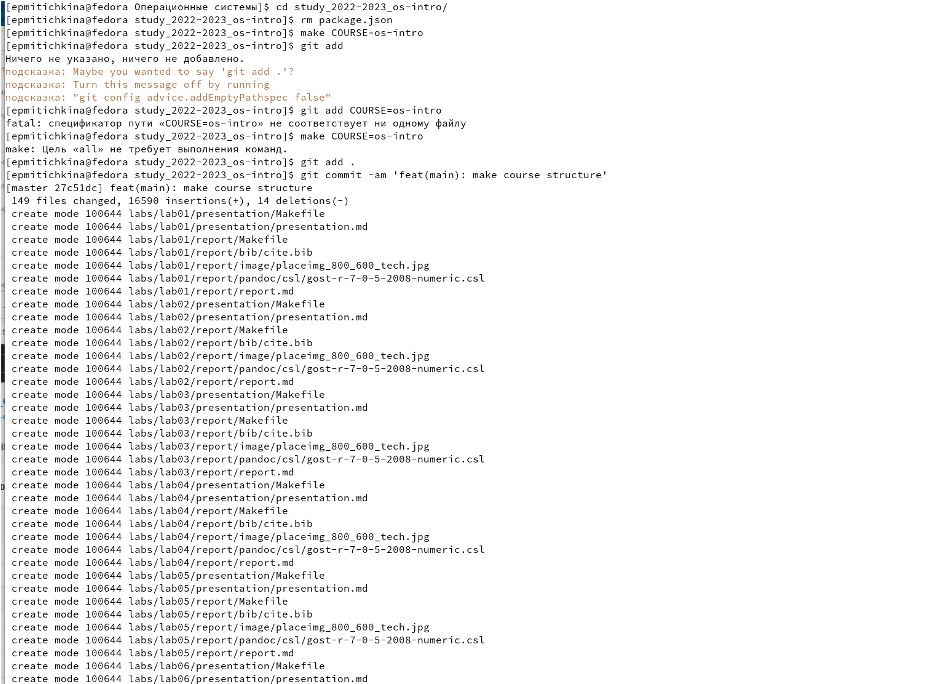 [epmitichkina@fedora Операционные системы]$ cd study_2022-2023_os-intro/
[epmitichkina@fedora study_2022-2023_os-intro]$ rm package.json
[epmitichkina@fedora study_2022-2023_os-intro]$ make COURSE=os-intro
[epmitichkina@fedora study_2022-2023_os-intro]$ git add
Ничего не указано, ничего не добавлено.
подсказка: Maybe you wanted to say 'git add .'?
подсказка: Turn this message off by running
подсказка: "git config advice.addEmptyPathspec false"
[epmitichkina@fedora study_2022-2023_os-intro]$ git add COURSE=os-intro
fatal: спецификатор пути «COURSE=os-intro» не соответствует ни одному файлу
[epmitichkina@fedora study_2022-2023_os-intro]$ make COURSE=os-intro
make: Цель «all» не требует выполнения команд.
[epmitichkina@fedora study_2022-2023_os-intro]$ git add .
[epmitichkina@fedora study_2022-2023_os-intro]$ git commit -am 'feat(main): make course structure'
[master 27c51dc] feat(main): make course structure
 149 files changed, 16590 insertions(+), 14 deletions(-)
 create mode 100644 labs/lab01/presentation/Makefile
 create mode 100644 labs/lab01/presentation/presentation.md
 create mode 100644 labs/lab01/report/Makefile
 create mode 100644 labs/lab01/report/bib/cite.bib
 create mode 100644 labs/lab01/report/image/placeimg_800_600_tech.jpg
 create mode 100644 labs/lab01/report/pandoc/csl/gost-r-7-0-5-2008-numeric.csl
 create mode 100644 labs/lab01/report/report.md
 create mode 100644 labs/lab02/presentation/Makefile
 create mode 100644 labs/lab02/presentation/presentation.md
 create mode 100644 labs/lab02/report/Makefile
 create mode 100644 labs/lab02/report/bib/cite.bib
 create mode 100644 labs/lab02/report/image/placeimg_800_600_tech.jpg
 create mode 100644 labs/lab02/report/pandoc/csl/gost-r-7-0-5-2008-numeric.csl
 create mode 100644 labs/lab02/report/report.md
 create mode 100644 labs/lab03/presentation/Makefile
 create mode 100644 labs/lab03/presentation/presentation.md
 create mode 100644 labs/lab03/report/Makefile
 create mode 100644 labs/lab03/report/bib/cite.bib
 create mode 100644 labs/lab03/report/image/placeimg_800_600_tech.jpg
 create mode 100644 labs/lab03/report/pandoc/csl/gost-r-7-0-5-2008-numeric.csl
 create mode 100644 labs/lab03/report/report.md
 create mode 100644 labs/lab04/presentation/Makefile
 create mode 100644 labs/lab04/presentation/presentation.md
 create mode 100644 labs/lab04/report/Makefile
 create mode 100644 labs/lab04/report/bib/cite.bib
 create mode 100644 labs/lab04/report/image/placeimg_800_600_tech.jpg
 create mode 100644 labs/lab04/report/pandoc/csl/gost-r-7-0-5-2008-numeric.csl
 create mode 100644 labs/lab04/report/report.md
 create mode 100644 labs/lab05/presentation/Makefile
 create mode 100644 labs/lab05/presentation/presentation.md
 create mode 100644 labs/lab05/report/Makefile
 create mode 100644 labs/lab05/report/bib/cite.bib
 create mode 100644 labs/lab05/report/image/placeimg_800_600_tech.jpg
 create mode 100644 labs/lab05/report/pandoc/csl/gost-r-7-0-5-2008-numeric.csl
 create mode 100644 labs/lab05/report/report.md
 create mode 100644 labs/lab06/presentation/Makefile
 create mode 100644 labs/lab06/presentation/presentation.md